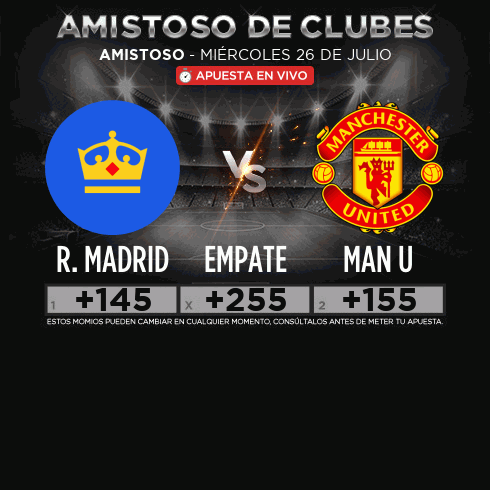 AMISTOSO DE CLUBES
AMISTOSO - MIÉRCOLES 26 DE JULIO
APUESTA EN VIVO
MANCHESTER
VS
UNITED
R. MADRID EMPATE MAN U
1 +145 X +255 2 +155
ESTOS MOMIOS PUEDEN CAMBIAR EN CUALQUIER MOMENTO, CONSÚLTALOS ANTES DE METER TU APUESTA.